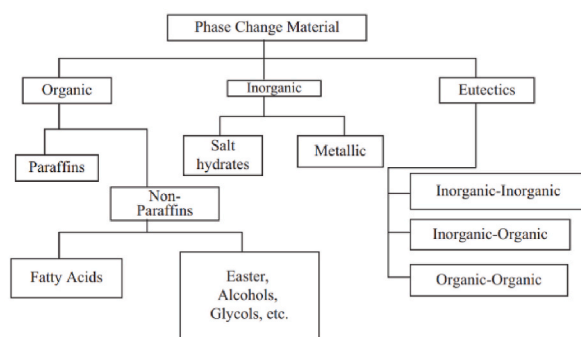 Phase Change Material
Organic
Inorganic
Eutectics
Paraffins
Salt
hydrates
Metallic
Non-
Paraffins
Inorganic-Inorganic
Inorganic-Organic
Organic-Organic
Fatty Acids
Easter,
Alcohols,
Glycols, etc.